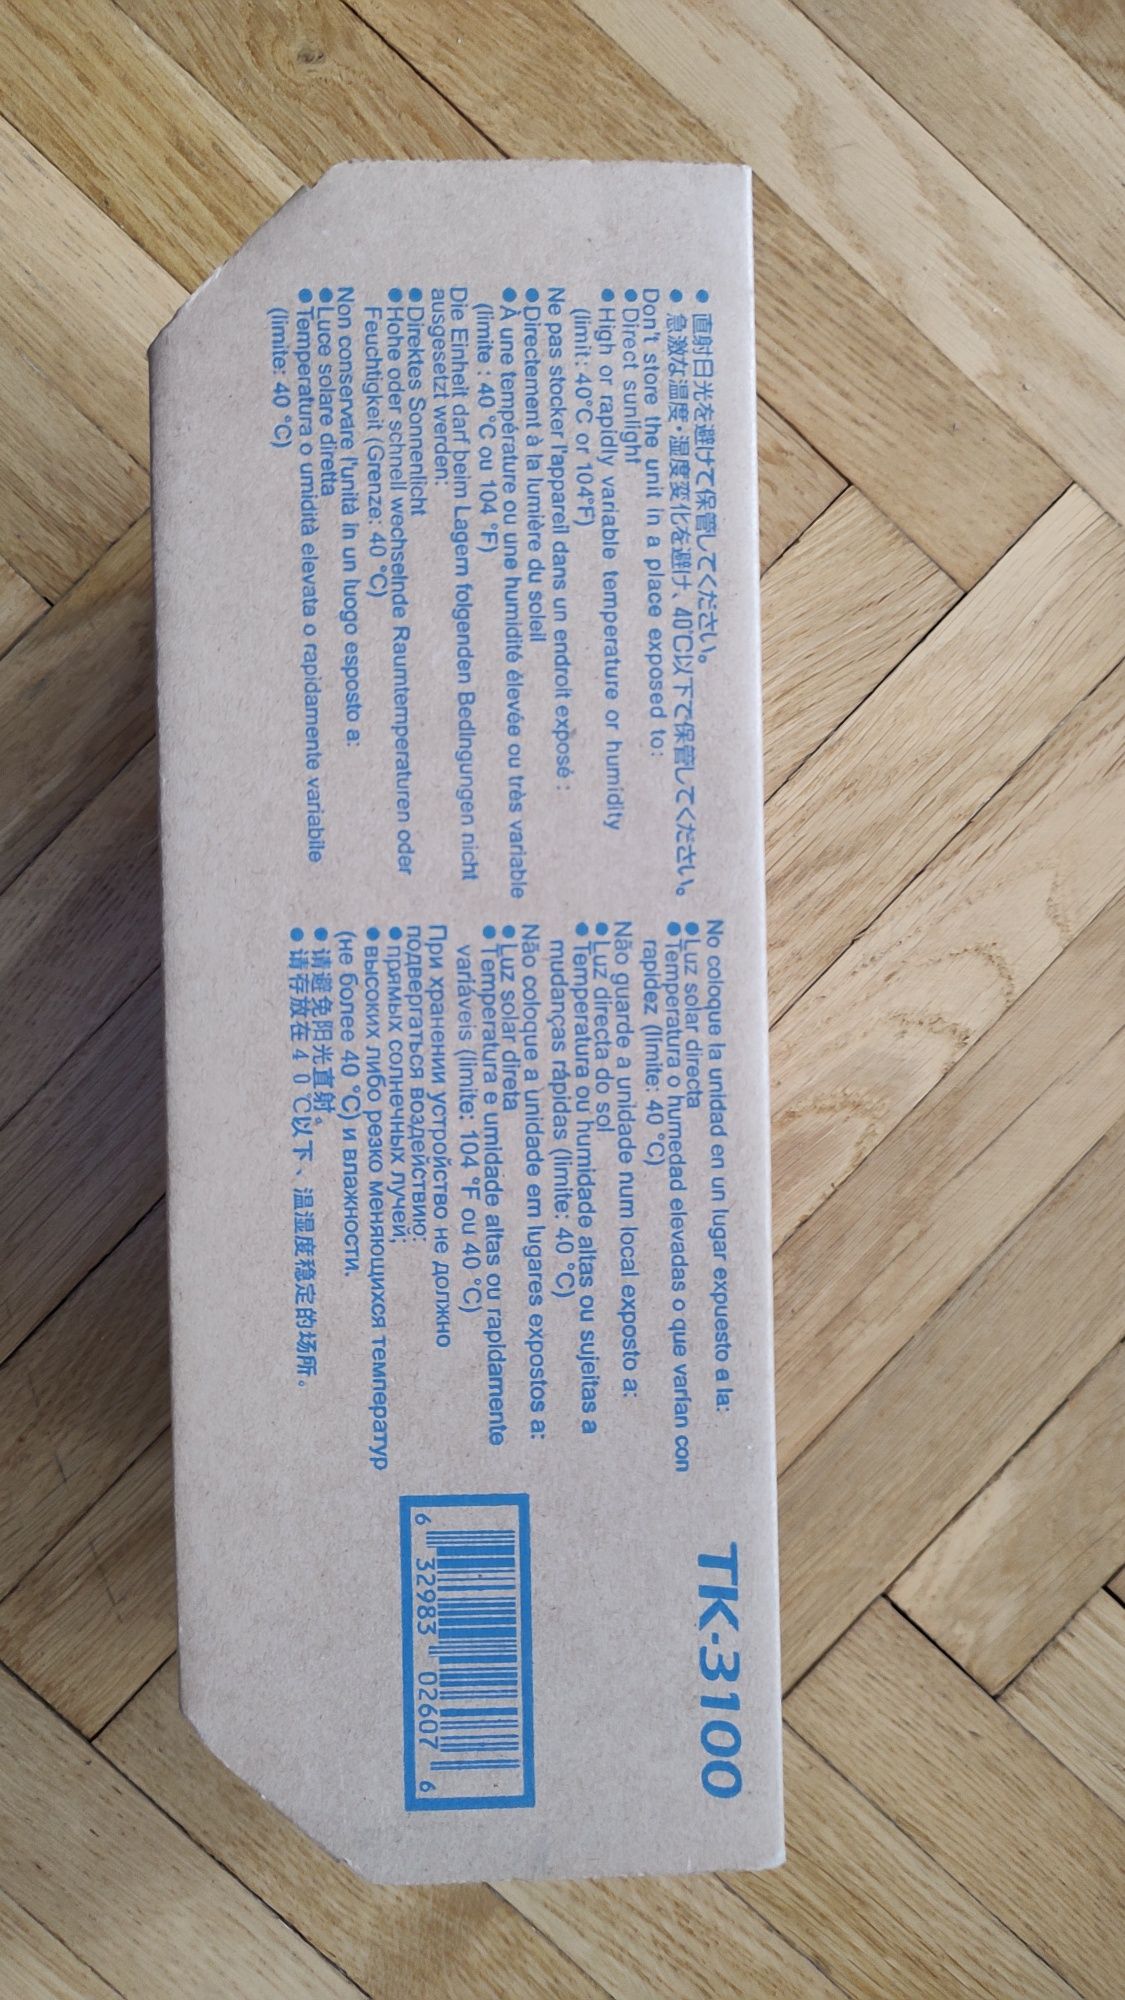 • 直射日光を避けて保管してください。
• 急激な温度・湿度変化を避け、40℃以下で保管してください。
Don't store the unit in a place exposed to:
● Direct sunlight
● High or rapidly variable temperature or humidity
(limit: 40°C or 104°F)
Ne pas stocker l'appareil dans un endroit exposé :
● Directement à la lumière du soleil
● À une température ou une humidité élevée ou très variable
(limite : 40 °C ou 104 °F)
Die Einheit darf beim Lagern folgenden Bedingungen nicht
ausgesetzt werden:
● Direktes Sonnenlicht
● Hohe oder schnell wechselnde Raumtemperaturen oder
Feuchtigkeit (Grenze: 40 °C)
Non conservare l'unità in un luogo esposto a:
● Luce solare diretta
● Temperatura o umidità elevata o rapidamente variabile
(limite: 40 °C)
No coloque la unidad en un lugar expuesto a la:
● Luz solar directa
● Temperatura o humedad elevadas o que varían con
rapidez (límite: 40 °C)
Não guarde a unidade num local exposto a:
● Luz directa do sol
● Temperatura ou humidade altas ou sujeitas a
mudanças rápidas (limite: 40 °C)
Não coloque a unidade em lugares expostos a:
● Luz solar direta
● Temperatura e umidade altas ou rapidamente
variáveis (limite: 104 °F ou 40 °C)
При хранении устройство не должно
подвергаться воздействию:
● прямых солнечных лучей;
● высоких либо резко меняющихся температур
(не более 40 °C) и влажности.
● 请避免阳光直射。
● 请存放在40℃以下、温湿度稳定的场所。
TK-3100
6 32983 02607 6